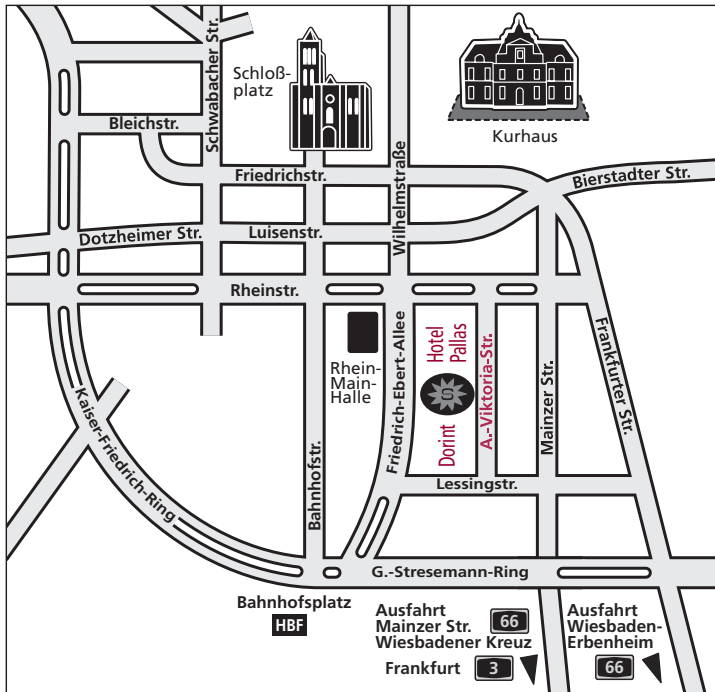 Schwabacher Str.
Schloß-
platz
Kurhaus
Bleichstr.
Friedrichstr.
Bierstadter Str.
Wilhelmstraße
Dotzheimer Str.
Luisenstr.
Rheinstr.
Rhein-
Main-
Halle
Friedrich-Ebert-Allee
Dorint
Hotel
Pallas
A.-Viktoria-Str.
Mainzer Str.
Frankfurter Str.
Kaiser-Friedrich-Ring
Bahnhofstr.
Lessingstr.
G.-Stresemann-Ring
Bahnhofsplatz
HBF
Ausfahrt
Mainzer Str. 66
Wiesbadener Kreuz
Frankfurt 3
Ausfahrt
Wiesbaden-
Erbenheim
66